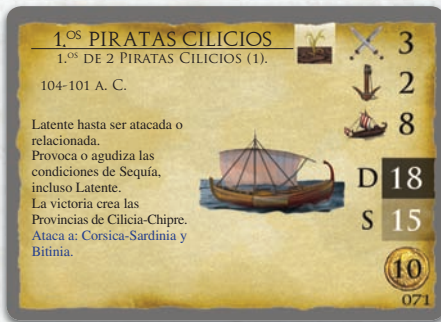 1.ᵒˢ PIRATAS CILICIOS
1.ᵒˢ DE 2 PIRATAS CILICIOS (1).
104-101 A. C.
Latente hasta ser atacada o
relacionada.
Provoca o agudiza las
condiciones de Sequía,
incluso Latente.
La victoria crea las
Provincias de Cilicia-Chipre.
Ataca a: Corsica-Sardinia y
Bitinia.
3
2
8
D 18
S 15
10
071